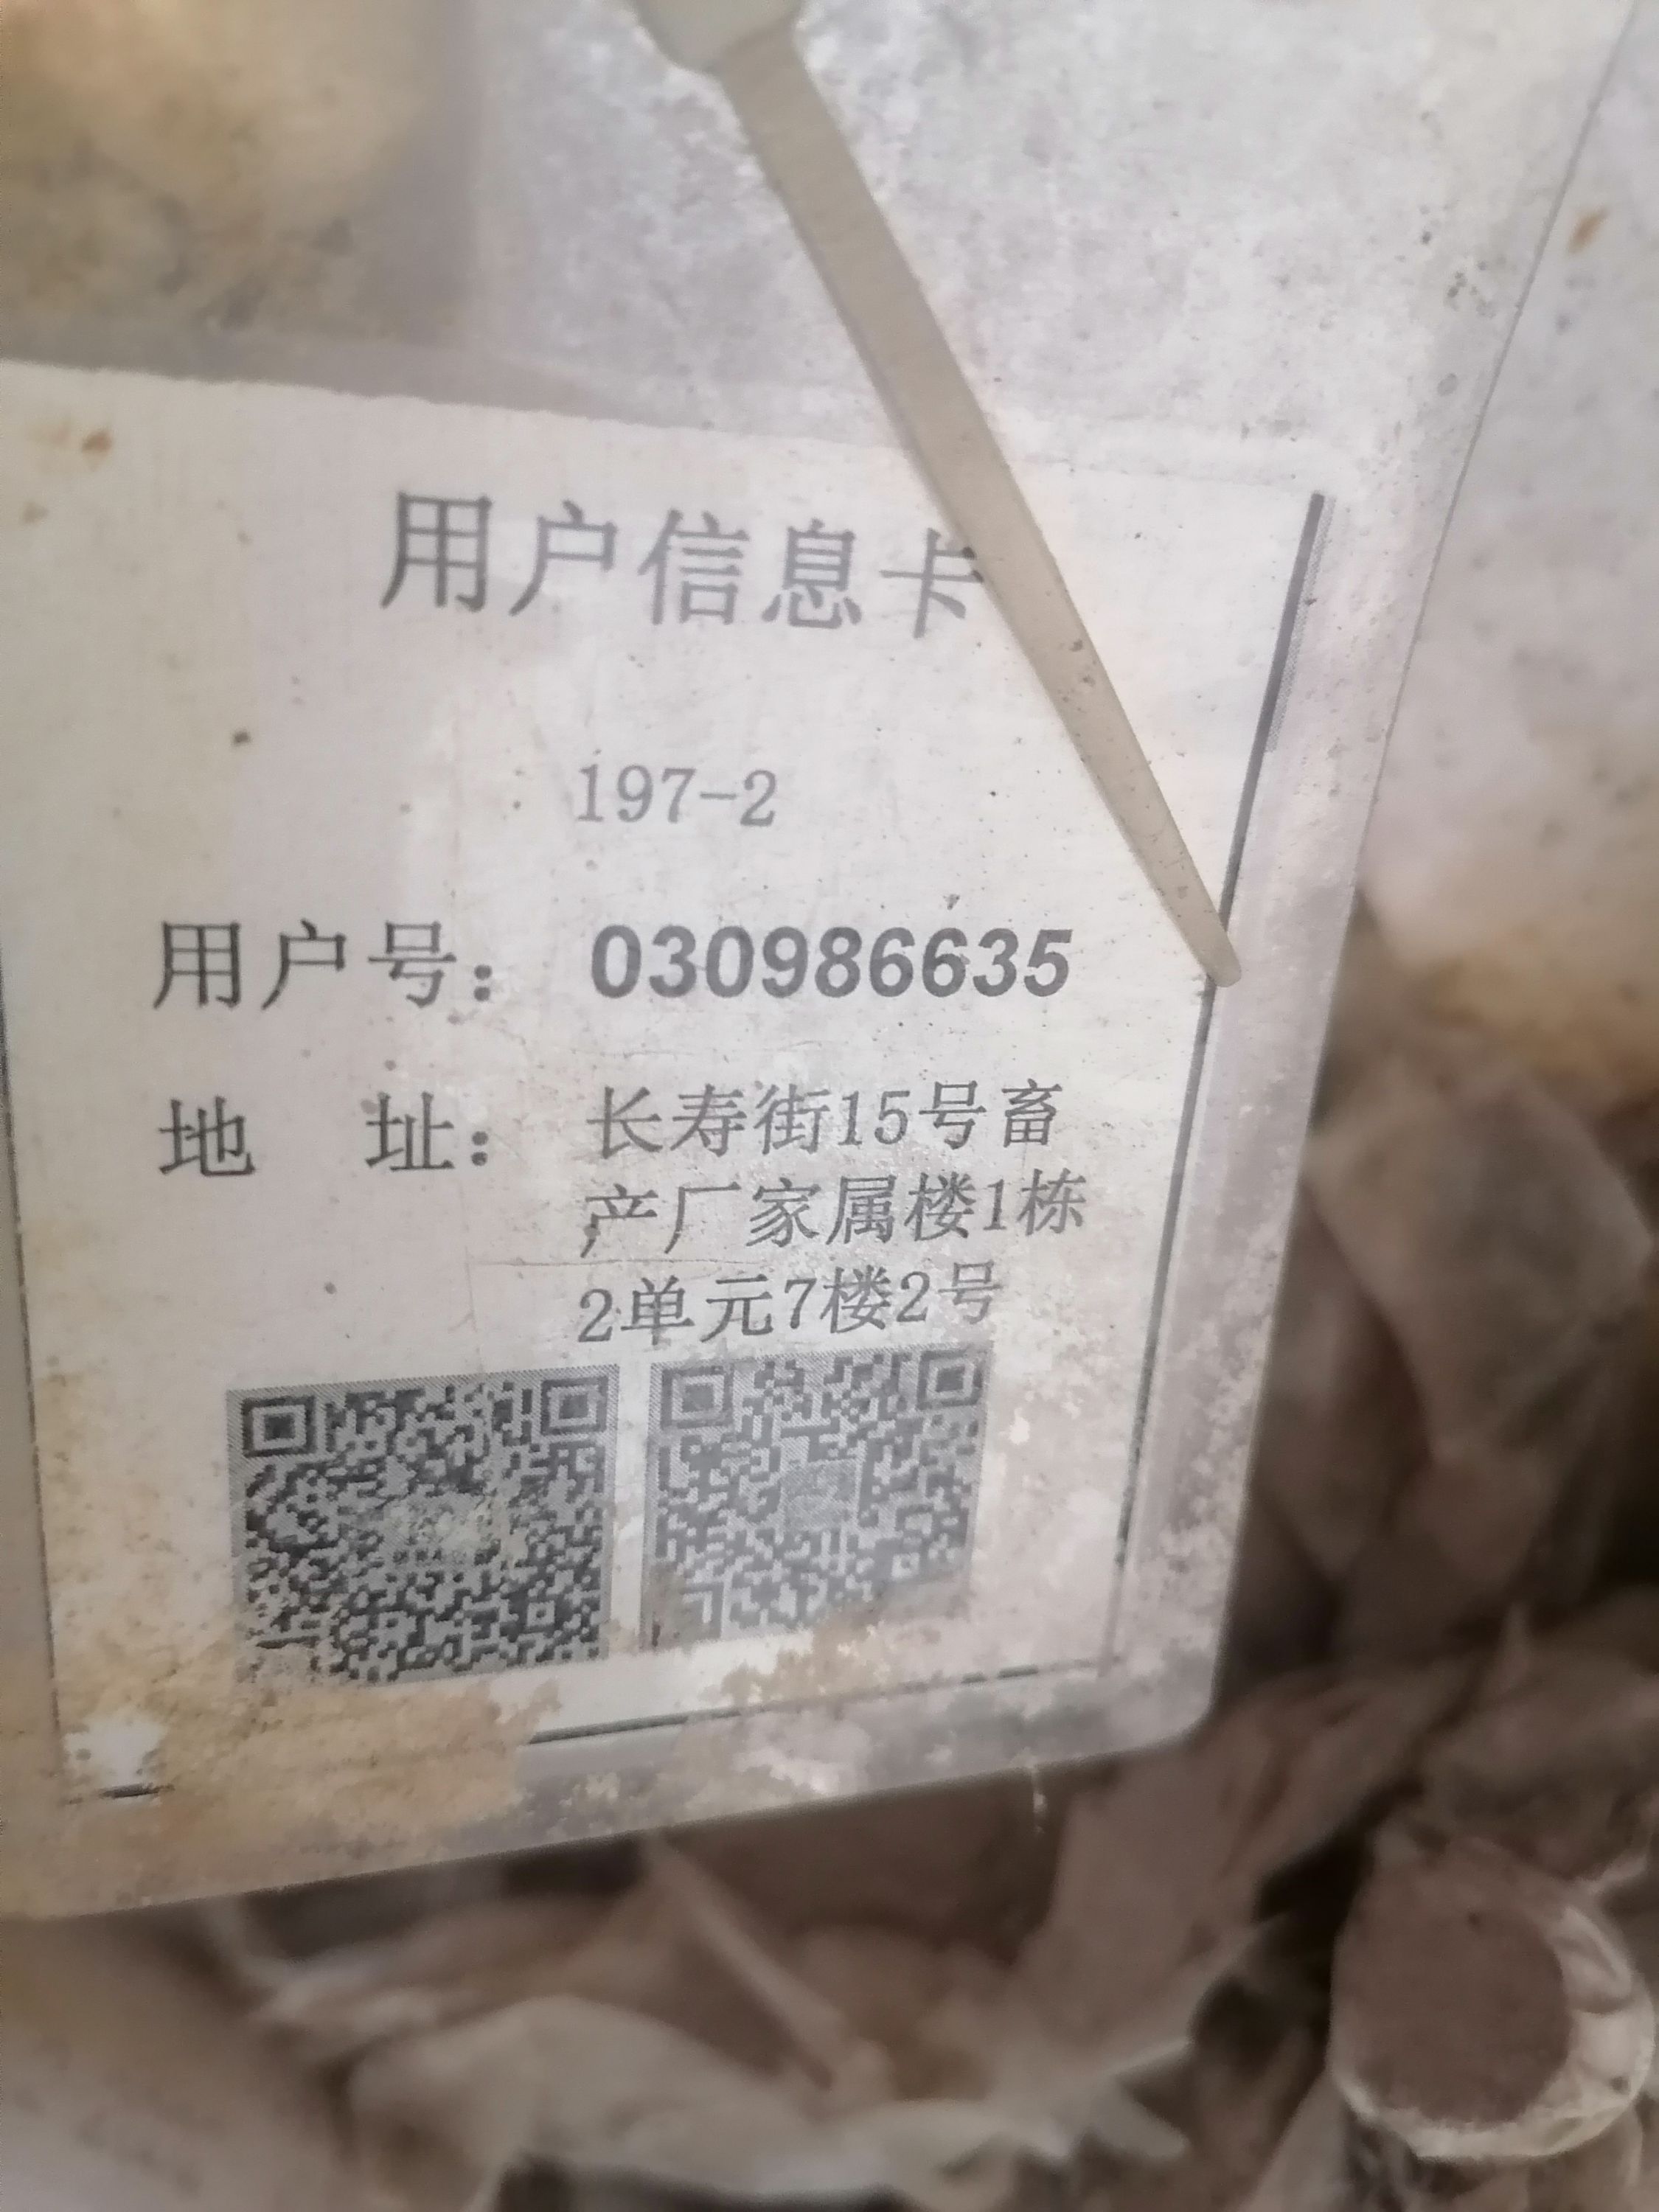 用户信息卡
197-2
用户号： 030986635
地 址： 长寿街15号畜
产厂家属楼1栋
2单元7楼2号